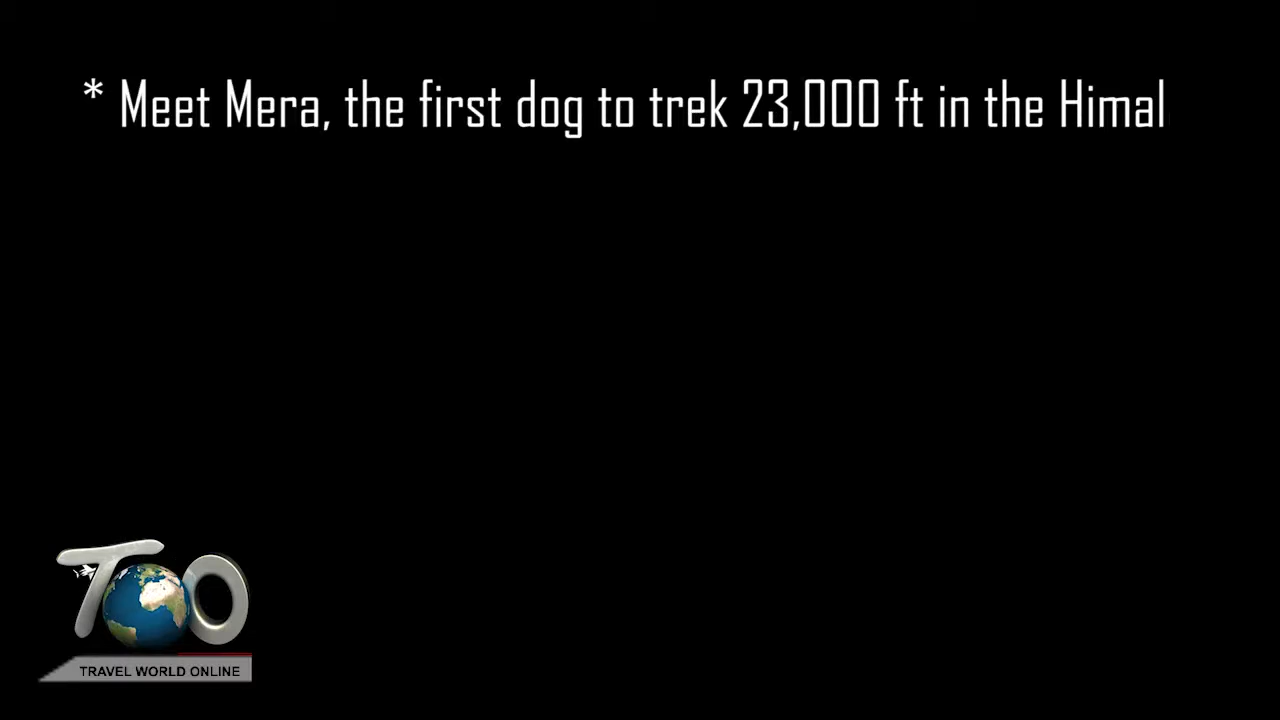 * Meet Mera, the first dog to trek 23,000 ft in the Himal
TRAVEL WORLD ONLINE